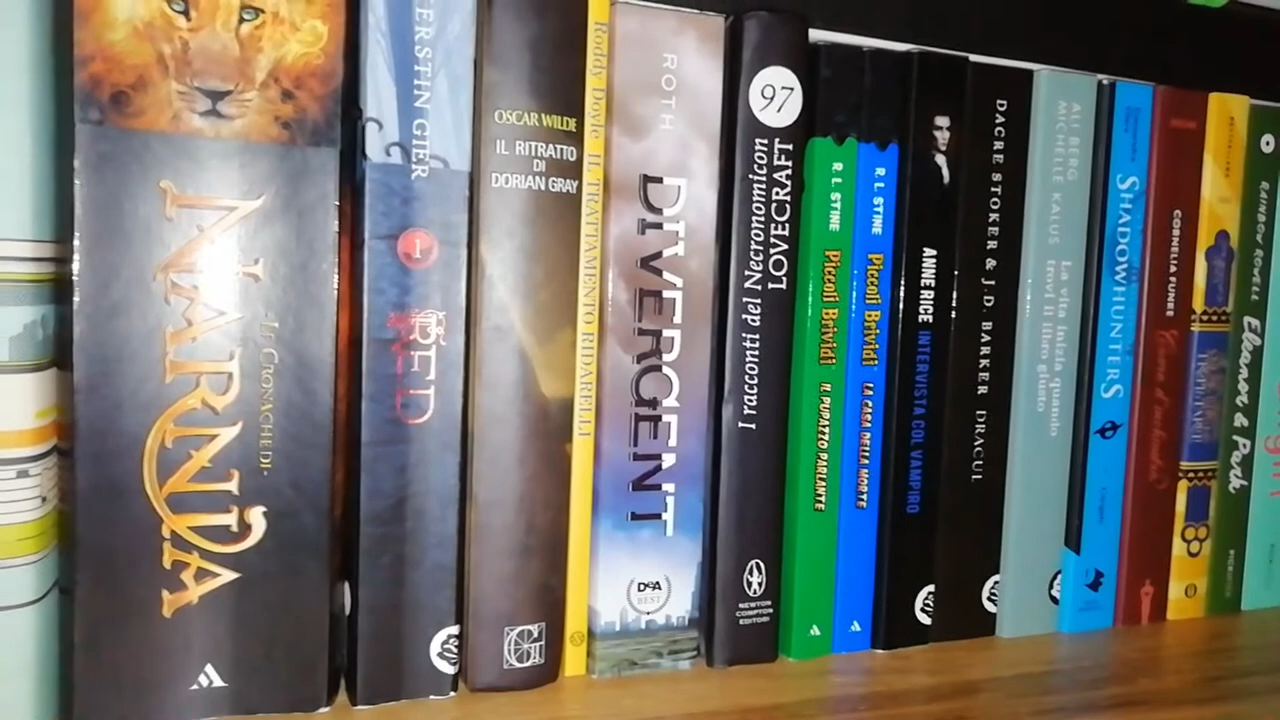 -LE CRONACHE DI-
NARNIA
ERSTIN GIER
1
RED
OSCAR WILDE
IL RITRATTO
DI
DORIAN GRAY
Roddy Doyle IL TRATTAMENTO RIDARELLI
ROTH DIVERGENT
DeA
BEST
97
I racconti del Necronomicon
LOVECRAFT
NEWTON
COMPTON
EDITORI
R. L. STINE Piccoli Brividi IL PUPAZZO PARLANTE
R. L. STINE Piccoli Brividi LA CASA DELLA MORTE
ANNE RICE INTERVISTA COL VAMPIRO
DACRE STOKER & J.D. BARKER DRACUL
ALI BERG
MICHELLE KALUS
La vita inizia quando
trovi il libro giusto
SHADOWHUNTERS
CORNELIA FUNKE
RAINBOW ROWELL Eleanor & Park